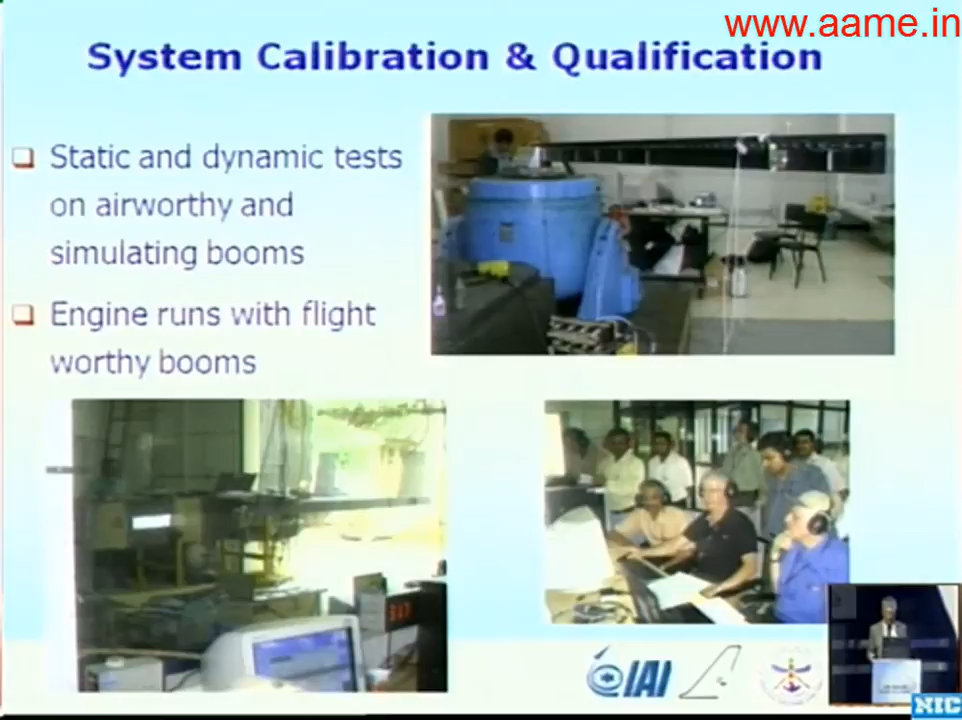 www.aame.in
System Calibration & Qualification
Static and dynamic tests
on airworthy and
simulating booms
Engine runs with flight
worthy booms
317
IAI
NIC